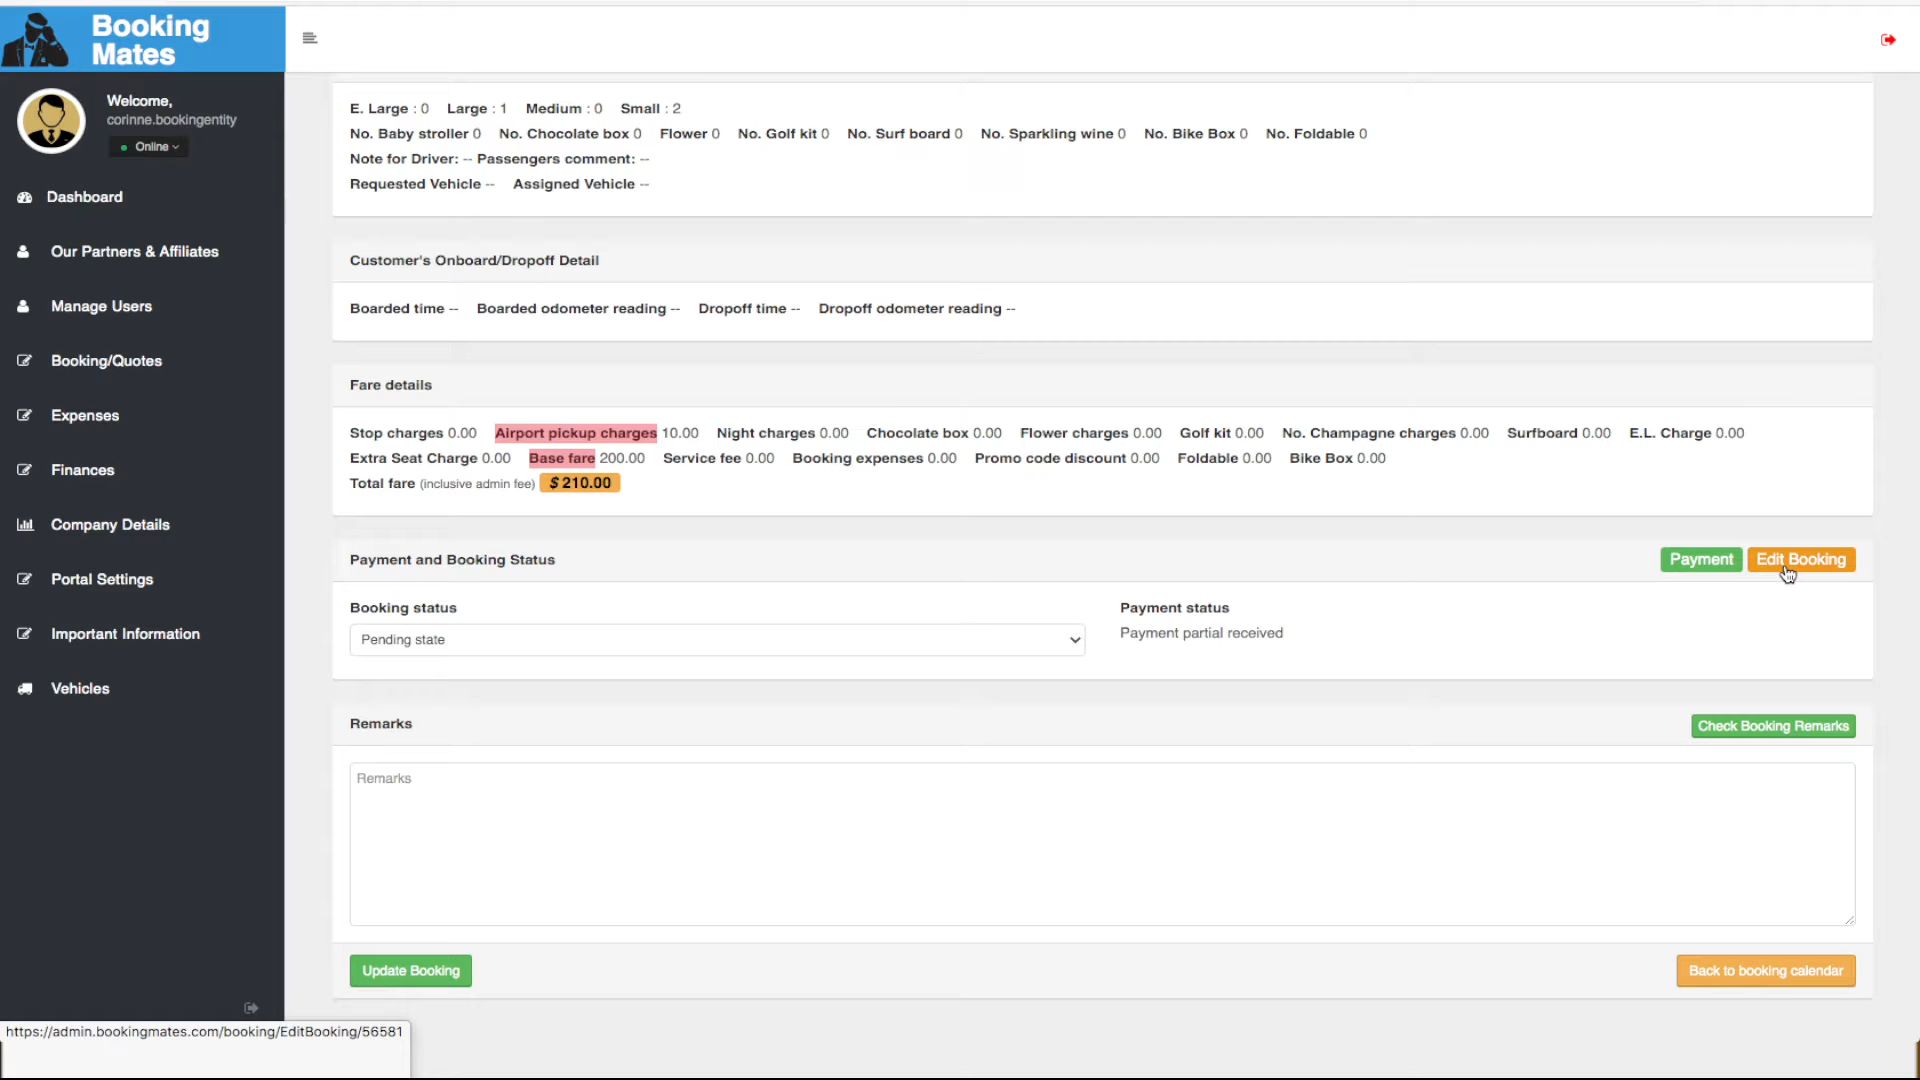 Booking
Mates
Welcome,
corinne.bookingentity
Online
Dashboard
Our Partners & Affiliates
Manage Users
Booking/Quotes
Expenses
Finances
Company Details
Portal Settings
Important Information
Vehicles
E. Large : 0 Large : 1 Medium : 0 Small : 2
No. Baby stroller 0 No. Chocolate box 0 Flower 0 No. Golf kit 0 No. Surf board 0 No. Sparkling wine 0 No. Bike Box 0 No. Foldable 0
Note for Driver: -- Passengers comment: --
Requested Vehicle -- Assigned Vehicle --
Customer's Onboard/Dropoff Detail
Boarded time -- Boarded odometer reading -- Dropoff time -- Dropoff odometer reading --
Fare details
Stop charges 0.00 Airport pickup charges 10.00 Night charges 0.00 Chocolate box 0.00 Flower charges 0.00 Golf kit 0.00 No. Champagne charges 0.00 Surfboard 0.00 E.L. Charge 0.00
Extra Seat Charge 0.00 Base fare 200.00 Service fee 0.00 Booking expenses 0.00 Promo code discount 0.00 Foldable 0.00 Bike Box 0.00
Total fare (inclusive admin fee) $ 210.00
Payment and Booking Status Payment Edit Booking
Booking status Payment status
Pending state Payment partial received
Remarks Check Booking Remarks
Remarks
Update Booking Back to booking calendar
https://admin.bookingmates.com/booking/EditBooking/56581